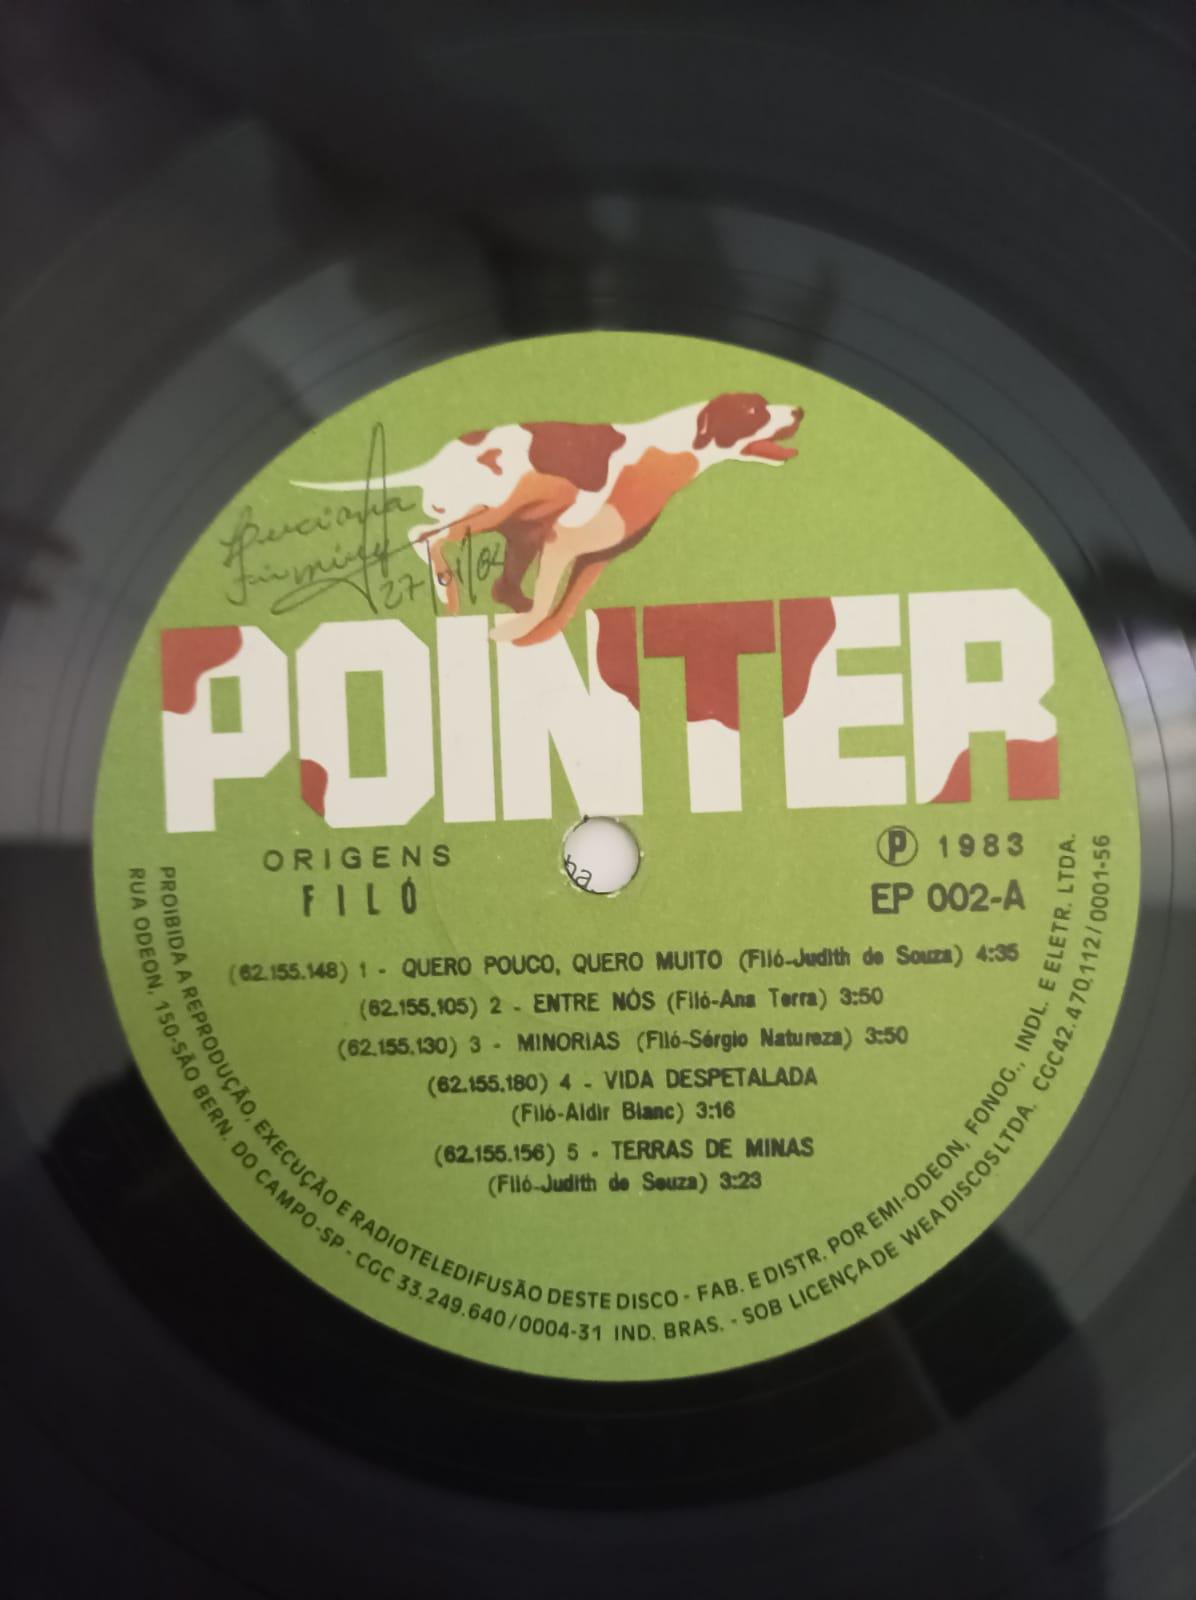 Luciana
27/01/84
POINTER
ORIGENS
FILÓ
℗ 1983
EP 002-A
(62.155.148) 1 - QUERO POUCO, QUERO MUITO (Filó-Judith de Souza) 4:35
(62.155.105) 2 - ENTRE NÓS (Filó-Ana Terra) 3:50
(62.155.130) 3 - MINORIAS (Filó-Sérgio Natureza) 3:50
(62.155.180) 4 - VIDA DESPETALADA
(Filó-Aldir Blanc) 3:16
(62.155.156) 5 - TERRAS DE MINAS
(Filó-Judith de Souza) 3:23
PROIBIDA A REPRODUÇÃO, EXECUÇÃO E RADIOTELEDIFUSÃO DESTE DISCO - FAB. E DISTR. POR EMI-ODEON, FONOG., INDL. E ELETR. LTDA.
RUA ODEON, 150-SÃO BERN. DO CAMPO-SP - CGC 33.249.640/0004-31 IND. BRAS. - SOB LICENÇA DE WEA DISCOS LTDA. CGC42.470.112/0001-56